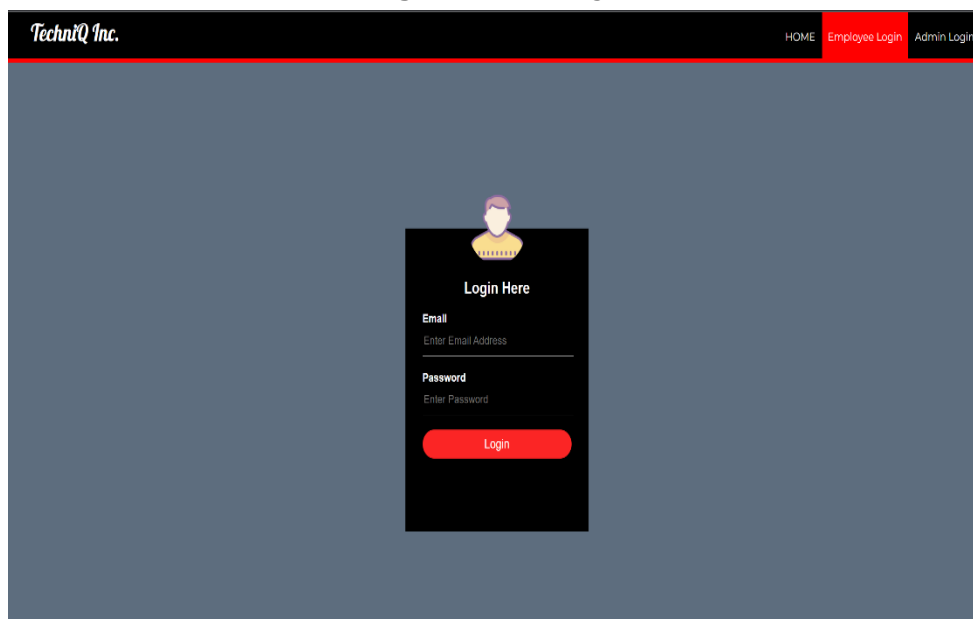 TechniQ Inc.
HOME Employee Login Admin Login
Login Here
Email
Enter Email Address
Password
Enter Password
Login